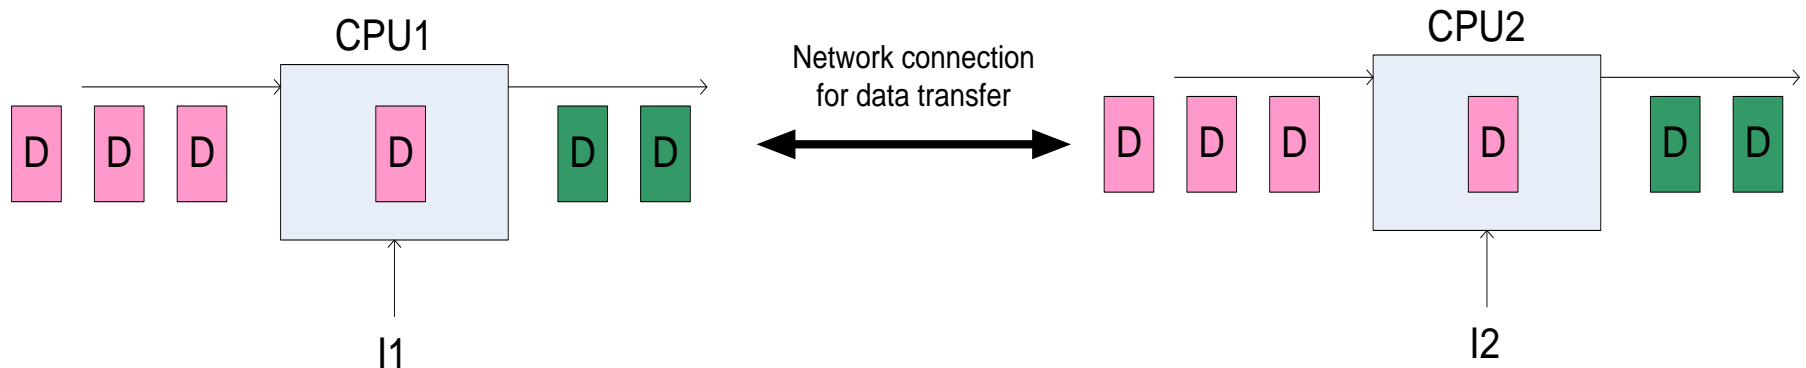 CPU1
CPU2
Network connection
for data transfer
D D D D D D
D D D D D D
I1
I2